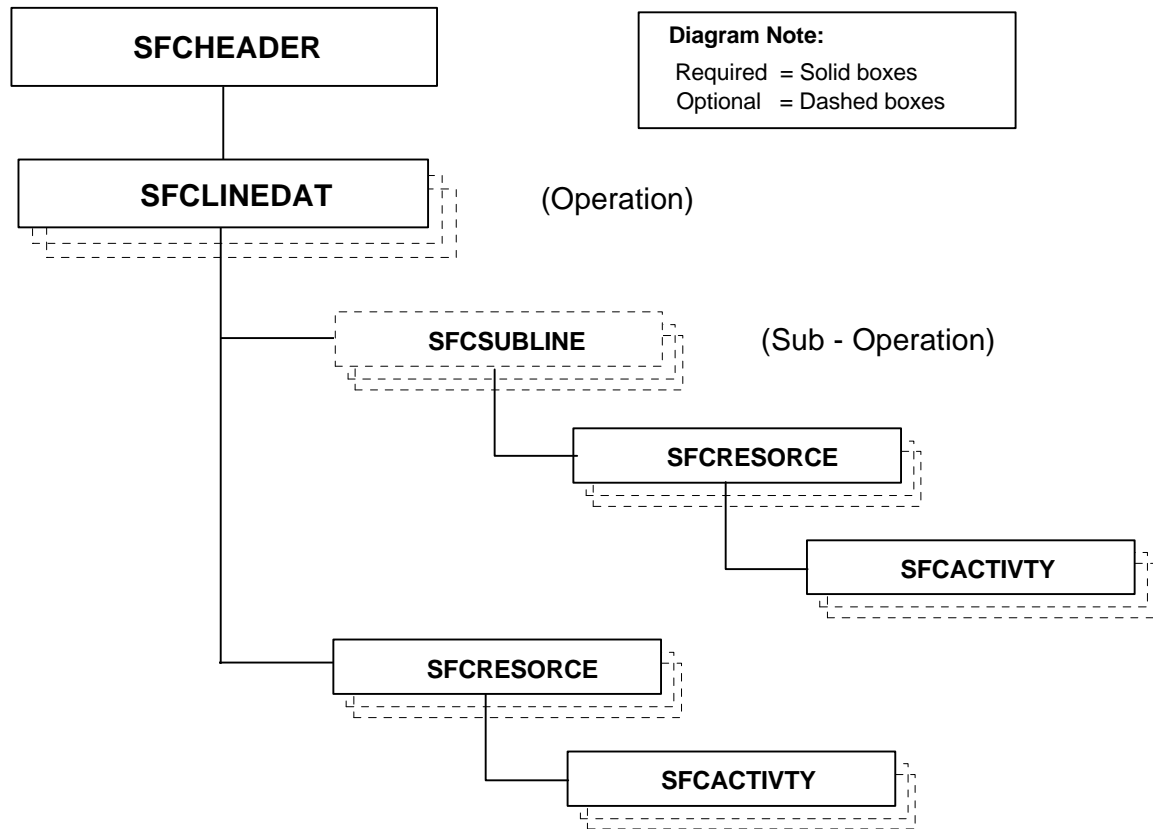 SFCHEADER
Diagram Note:
Required = Solid boxes
Optional = Dashed boxes
SFCLINEDAT
(Operation)
SFCSUBLINE
(Sub - Operation)
SFCRESORCE
SFCACTIVTY
SFCRESORCE
SFCACTIVTY